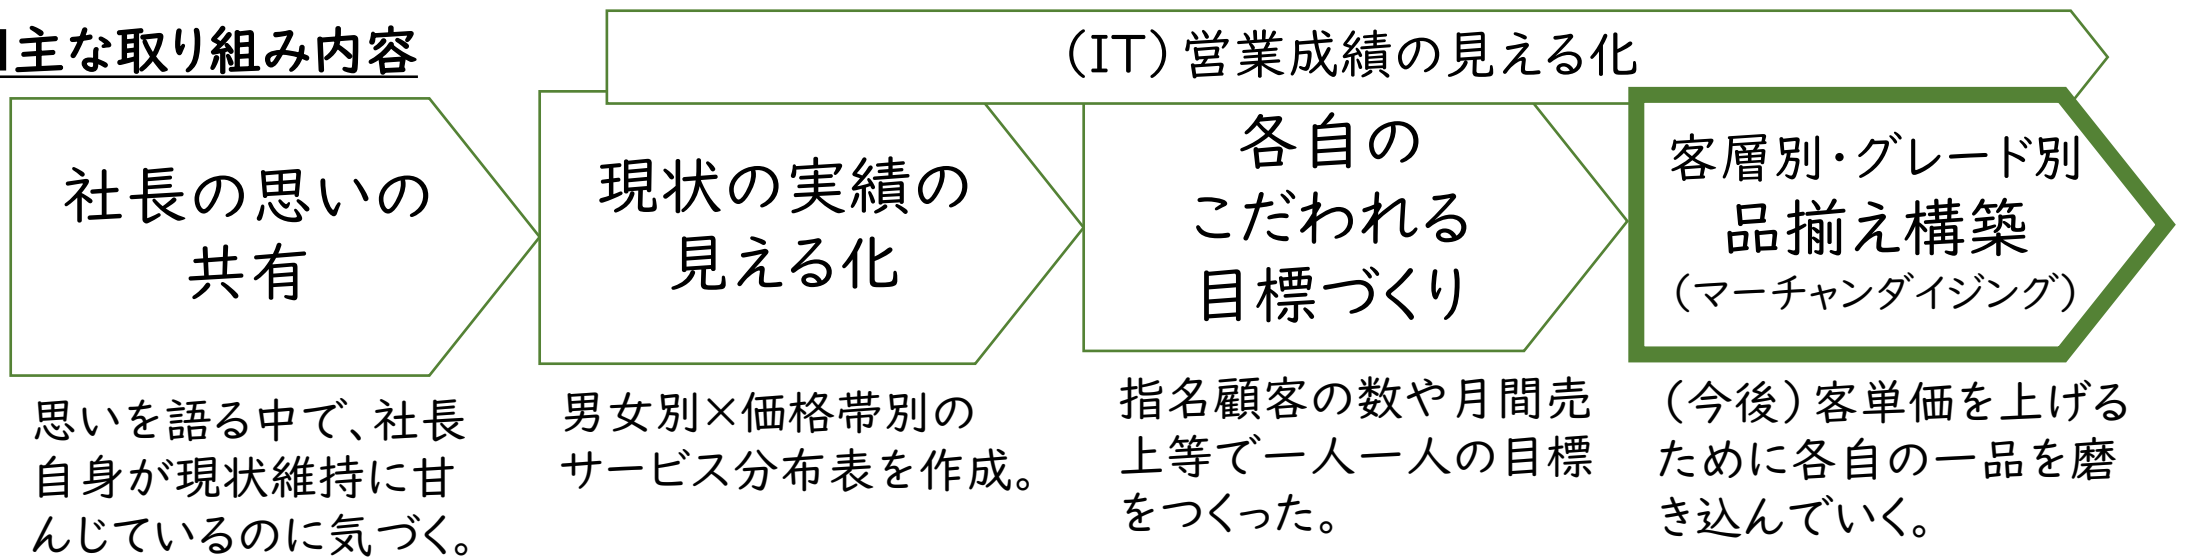 ■主な取り組み内容
(IT)営業成績の見える化
社長の思いの
共有
思いを語る中で、社長
自身が現状維持に甘
んじているのに気づく。
現状の実績の
見える化
男女別×価格帯別の
サービス分布表を作成。
各自の
こだわれる
目標づくり
指名顧客の数や月間売
上等で一人一人の目標
をつくった。
客層別・グレード別
品揃え構築
(マーチャンダイジング)
(今後)客単価を上げる
ために各自の一品を磨
き込んでいく。